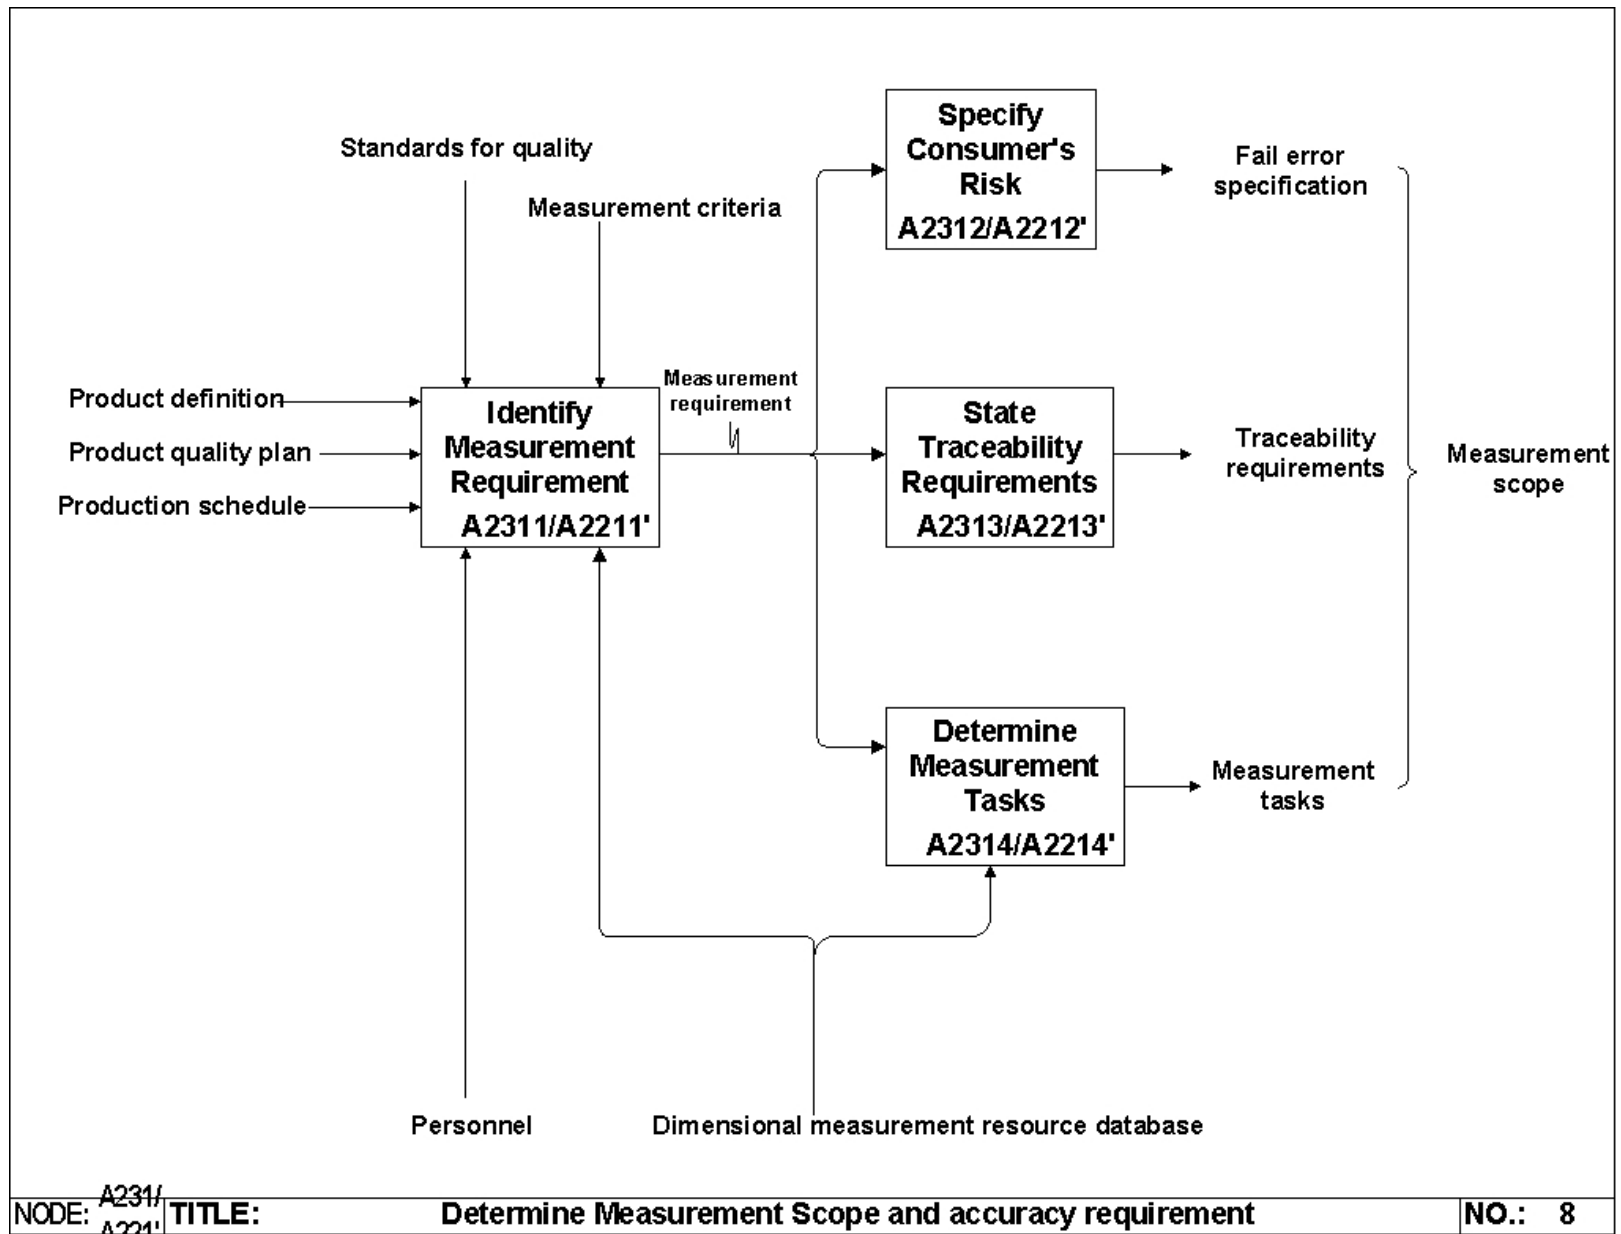 Specify
Consumer's
Risk
A2312/A2212'
Standards for quality
Fail error
specification
Measurement criteria
Measurement
requirement
Product definition
Product quality plan
Production schedule
Identify
Measurement
Requirement
A2311/A2211'
State
Traceability
Requirements
A2313/A2213'
Traceability
requirements
Measurement
scope
Determine
Measurement
Tasks
A2314/A2214'
Measurement
tasks
Personnel
Dimensional measurement resource database
NODE: A231/
A221'
TITLE: Determine Measurement Scope and accuracy requirement
NO.: 8